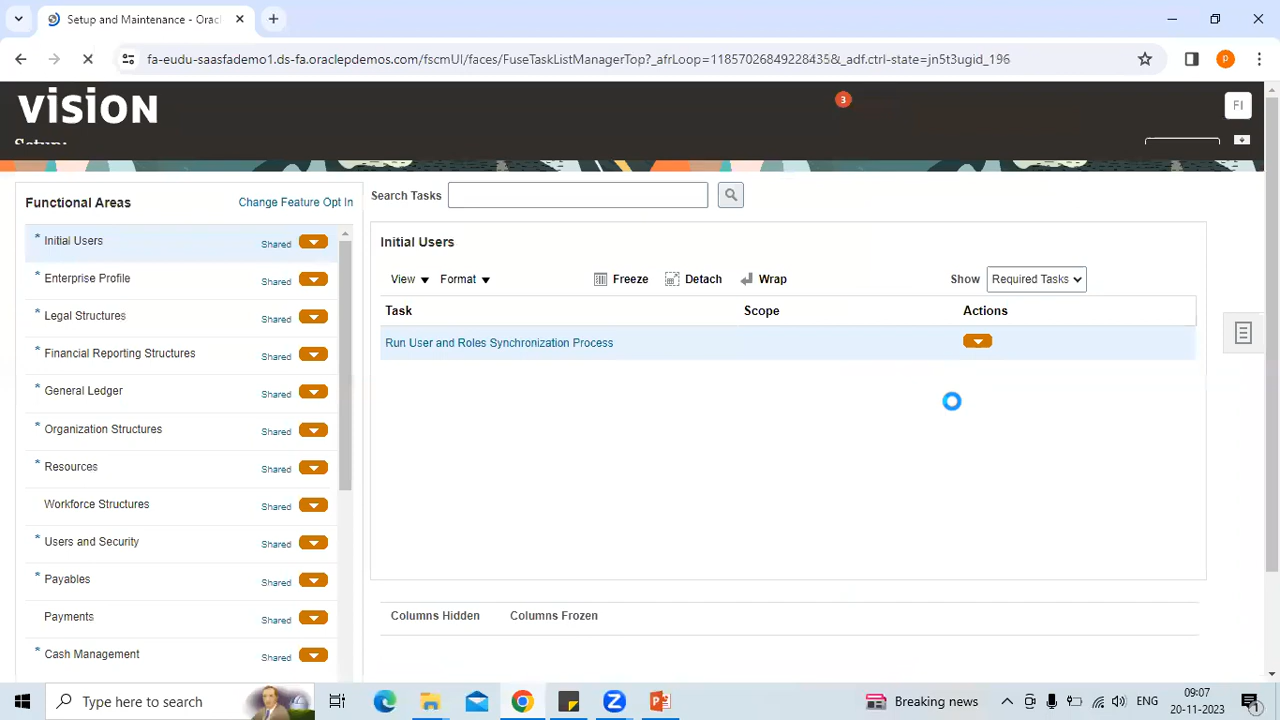 Setup and Maintenance - Orac
fa-eudu-saasfademo1.ds-fa.oraclepdemos.com/fscmUI/faces/FuseTaskListManagerTop?_afrLoop=11857026849228435&_adf.ctrl-state=jn5t3ugid_196
p
vision
3
FI
Setup:
Functional Areas
Change Feature Opt In
Search Tasks
* Initial Users Shared
* Enterprise Profile Shared
* Legal Structures Shared
* Financial Reporting Structures Shared
* General Ledger Shared
* Organization Structures Shared
* Resources Shared
Workforce Structures Shared
* Users and Security Shared
* Payables Shared
Payments Shared
* Cash Management Shared
Initial Users
View Format Freeze Detach Wrap Show Required Tasks
Task Scope Actions
Run User and Roles Synchronization Process
Columns Hidden Columns Frozen
Type here to search
Breaking news
ENG
09:07
20-11-2023
1